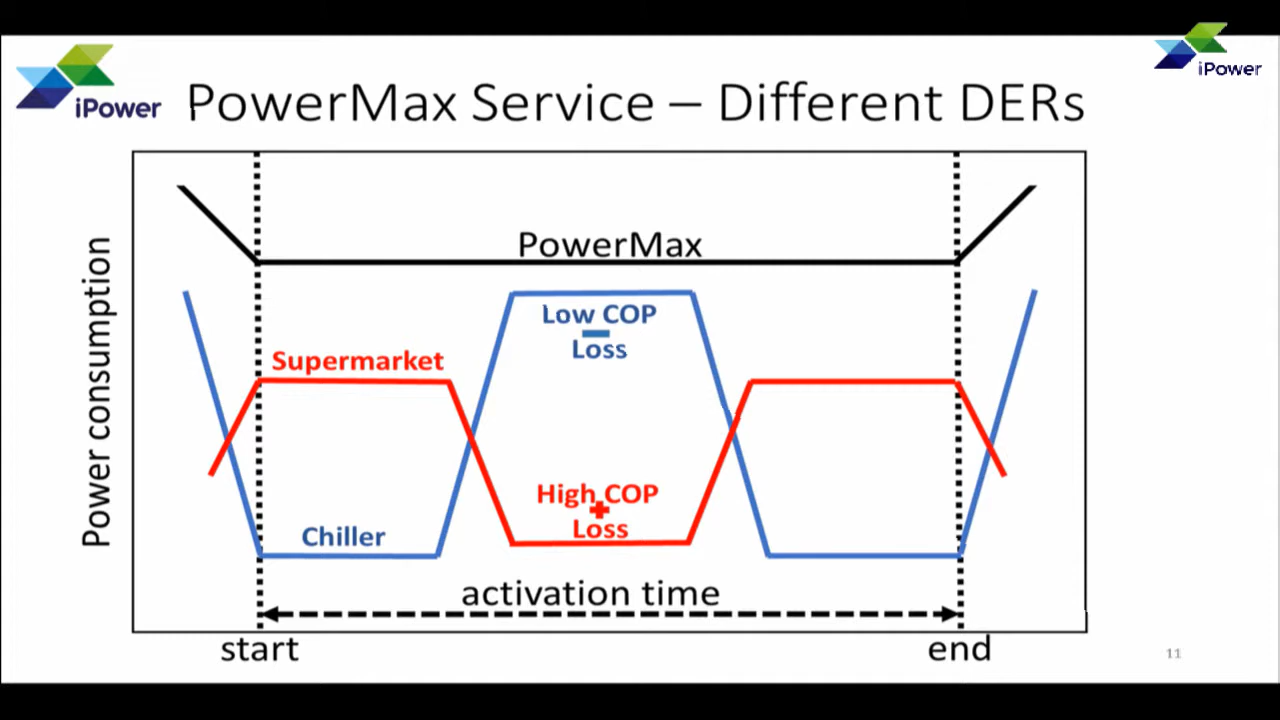 iPower
iPower
PowerMax Service – Different DERs
Power consumption
PowerMax
Low COP
–
Loss
Supermarket
High COP
+
Loss
Chiller
activation time
start
end
11